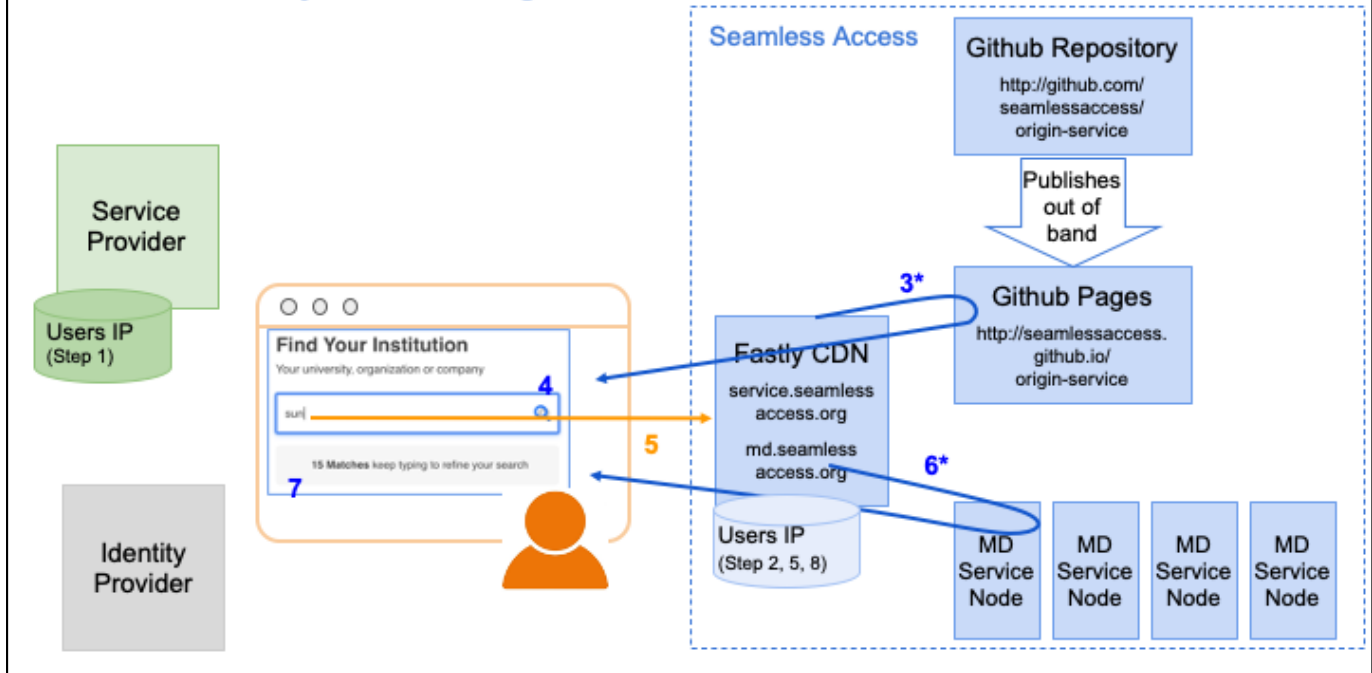 Seamless Access
Github Repository
http://github.com/
seamlessaccess/
origin-service
Publishes
out of
band
Service
Provider
Users IP
(Step 1)
3*
Github Pages
http://seamlessaccess.
github.io/
origin-service
Find Your Institution
Your university, organization or company
4
sun
5
15 Matches keep typing to refine your search
7
Fastly CDN
service.seamless
access.org
md.seamless
access.org
6*
Users IP
(Step 2, 5, 8)
Identity
Provider
MD
Service
Node
MD
Service
Node
MD
Service
Node
MD
Service
Node